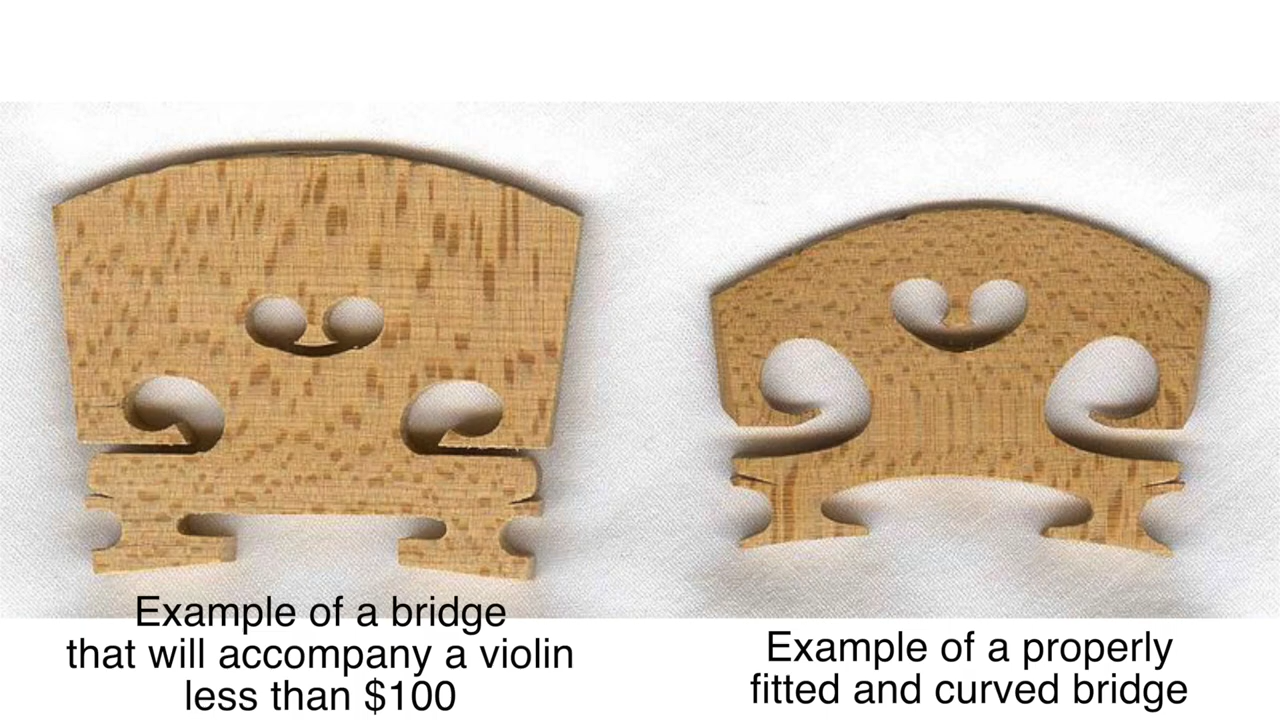 Example of a bridge
that will accompany a violin
less than $100
Example of a properly
fitted and curved bridge